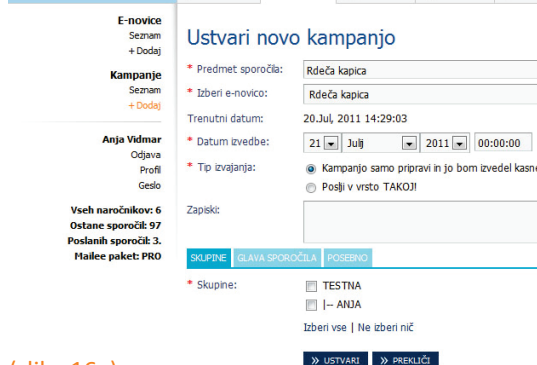 E-novice
Seznam
+ Dodaj
Kampanje
Seznam
+ Dodaj
Anja Vidmar
Odjava
Profil
Geslo
Vseh naročnikov: 6
Ostane sporočil: 97
Poslanih sporočil: 3.
Mailee paket: PRO
Ustvari novo kampanjo
* Predmet sporočila: Rdeča kapica
* Izberi e-novico: Rdeča kapica
Trenutni datum: 20.Jul, 2011 14:29:03
* Datum izvedbe: 21 Julij 2011 00:00:00
* Tip izvajanja: Kampanjo samo pripravi in jo bom izvedel
Pošlji v vrsto TAKOJ!
Zapiski:
SKUPINE GLAVA SPOROČILA POSEBNO
* Skupine: TESTNA
|-- ANJA
Izberi vse | Ne izberi nič
» USTVARI » PREKLIČI